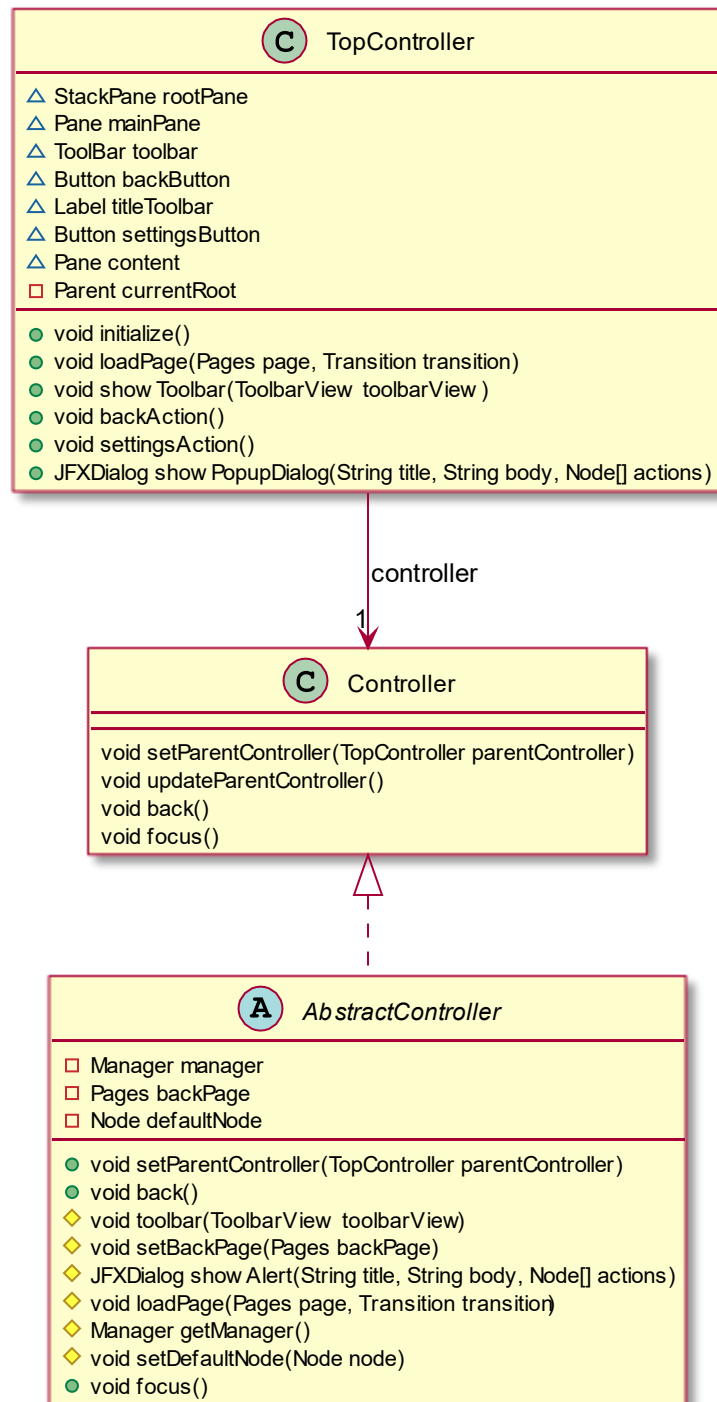 C TopController
StackPane rootPane
Pane mainPane
ToolBar toolbar
Button backButton
Label titleToolbar
Button settingsButton
Pane content
Parent currentRoot
void initialize()
void loadPage(Pages page, Transition transition)
void show Toolbar(ToolbarView toolbarView )
void backAction()
void settingsAction()
JFXDialog show PopupDialog(String title, String body, Node[] actions)
controller
1
C Controller
void setParentController(TopController parentController)
void updateParentController()
void back()
void focus()
A AbstractController
Manager manager
Pages backPage
Node defaultNode
void setParentController(TopController parentController)
void back()
void toolbar(ToolbarView toolbarView)
void setBackPage(Pages backPage)
JFXDialog show Alert(String title, String body, Node[] actions)
void loadPage(Pages page, Transition transition)
Manager getManager()
void setDefaultNode(Node node)
void focus()